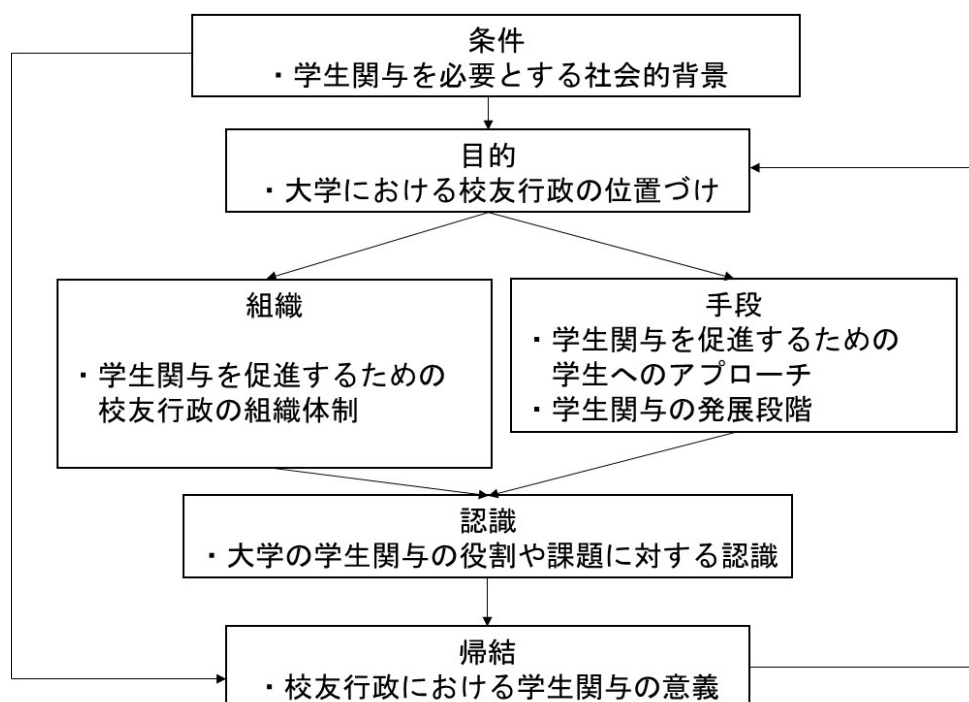 条件
・学生関与を必要とする社会的背景
目的
・大学における校友行政の位置づけ
組織
・学生関与を促進するための
校友行政の組織体制
手段
・学生関与を促進するための
学生へのアプローチ
・学生関与の発展段階
認識
・大学の学生関与の役割や課題に対する認識
帰結
・校友行政における学生関与の意義